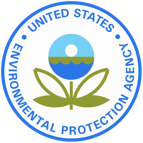 UNITED STATES
ENVIRONMENTAL PROTECTION AGENCY